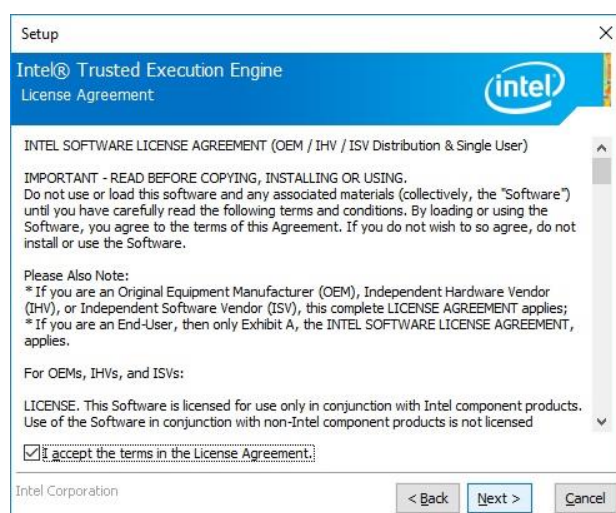 Setup
Intel® Trusted Execution Engine
License Agreement
intel
INTEL SOFTWARE LICENSE AGREEMENT (OEM / IHV / ISV Distribution & Single User)
IMPORTANT - READ BEFORE COPYING, INSTALLING OR USING.
Do not use or load this software and any associated materials (collectively, the "Software")
until you have carefully read the following terms and conditions. By loading or using the
Software, you agree to the terms of this Agreement. If you do not wish to so agree, do not
install or use the Software.
Please Also Note:
* If you are an Original Equipment Manufacturer (OEM), Independent Hardware Vendor
(IHV), or Independent Software Vendor (ISV), this complete LICENSE AGREEMENT applies;
* If you are an End-User, then only Exhibit A, the INTEL SOFTWARE LICENSE AGREEMENT,
applies.
For OEMs, IHVs, and ISVs:
LICENSE. This Software is licensed for use only in conjunction with Intel component products.
Use of the Software in conjunction with non-Intel component products is not licensed
I accept the terms in the License Agreement.
Intel Corporation
< Back
Next >
Cancel